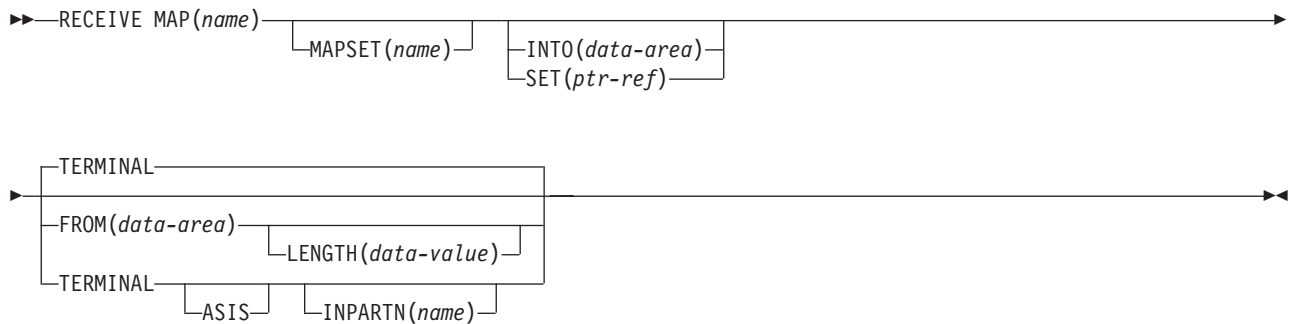 RECEIVE MAP(name)
MAPSET(name)
INTO(data-area)
SET(ptr-ref)
TERMINAL
FROM(data-area)
LENGTH(data-value)
TERMINAL
ASIS
INPARTN(name)